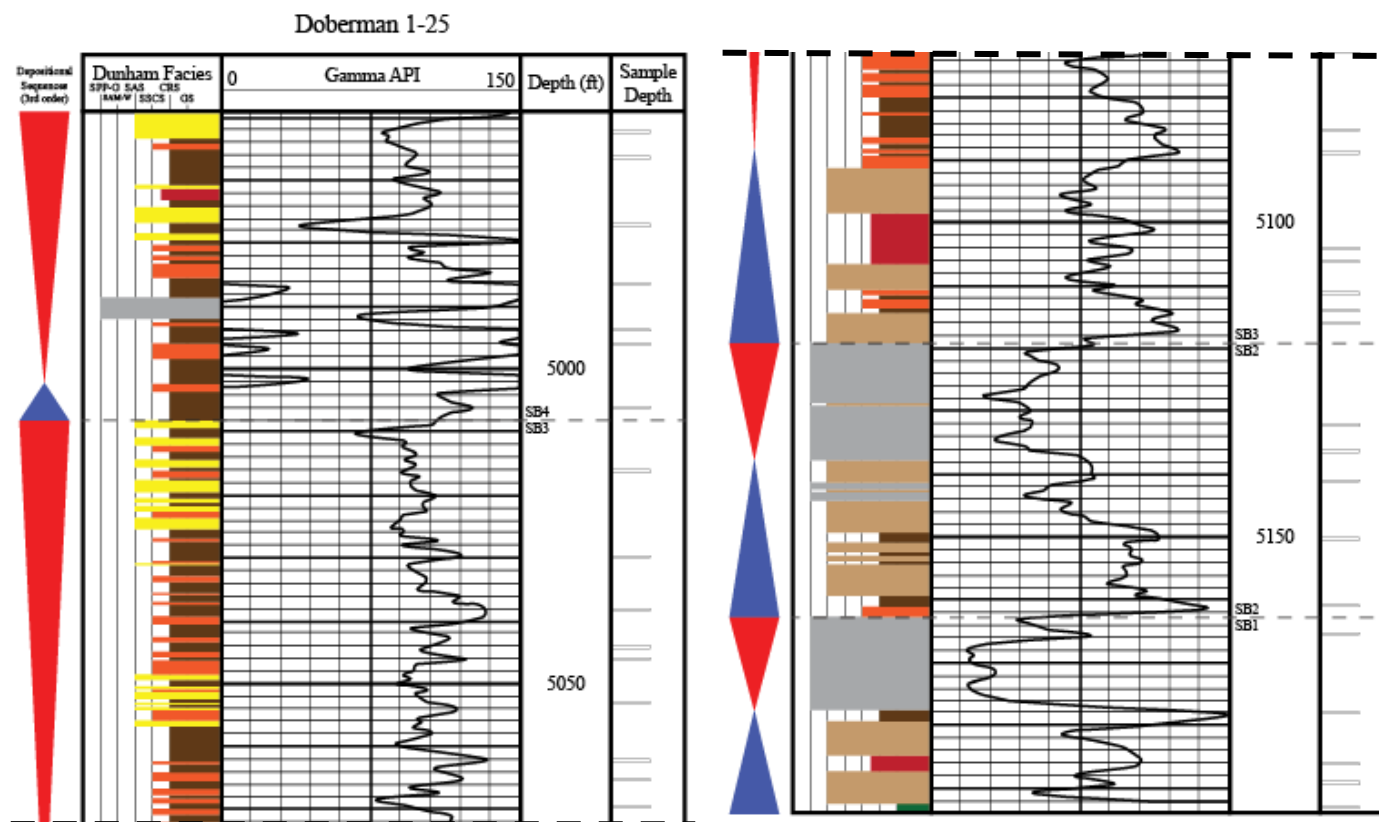 Doberman 1-25
Depositional
Sequences
(3rd order)
Dunham Facies
SPP-G SAS CRS
BAM/W SSCS GS
0 Gamma API 150
Depth (ft)
Sample
Depth
5000
SB4
SB3
5050
5100
SB3
SB2
5150
SB2
SB1